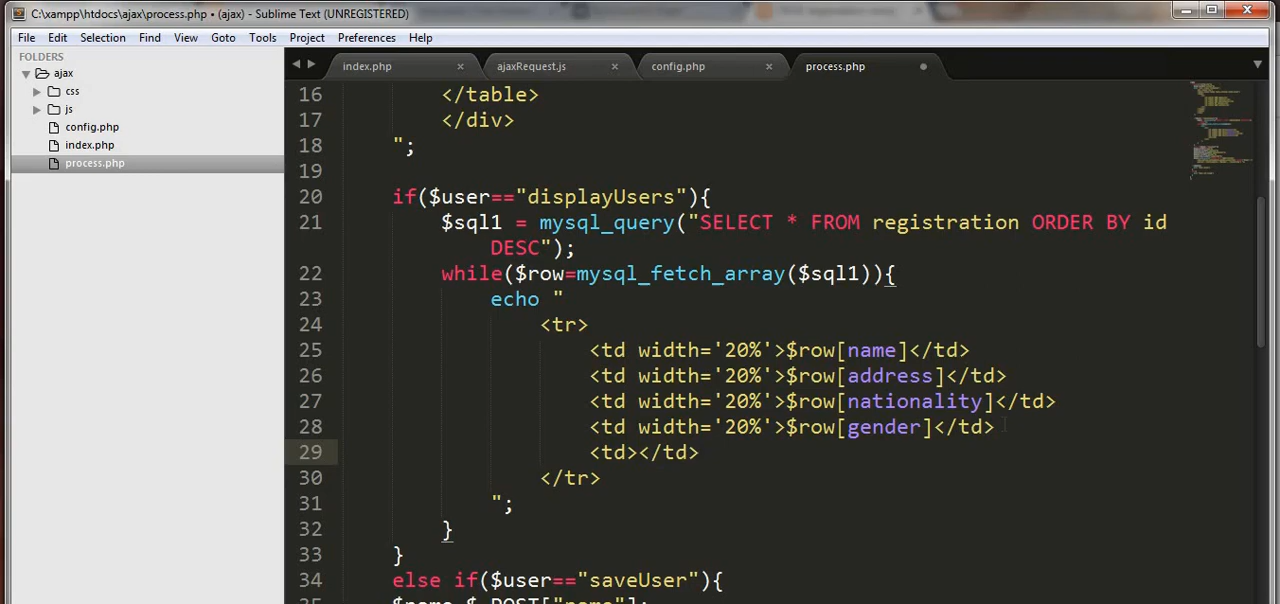 C:\xampp\htdocs\ajax\process.php • (ajax) - Sublime Text (UNREGISTERED)
File Edit Selection Find View Goto Tools Project Preferences Help
FOLDERS
ajax
css
js
config.php
index.php
process.php
index.php × ajaxRequest.js × config.php × process.php
16 </table>
17 </div>
18 ";
19
20 if($user=="displayUsers"){
21 $sql1 = mysql_query("SELECT * FROM registration ORDER BY id
DESC");
22 while($row=mysql_fetch_array($sql1)){
23 echo "
24 <tr>
25 <td width='20%'>$row[name]</td>
26 <td width='20%'>$row[address]</td>
27 <td width='20%'>$row[nationality]</td>
28 <td width='20%'>$row[gender]</td>
29 <td></td>
30 </tr>
31 ";
32 }
33 }
34 else if($user=="saveUser"){